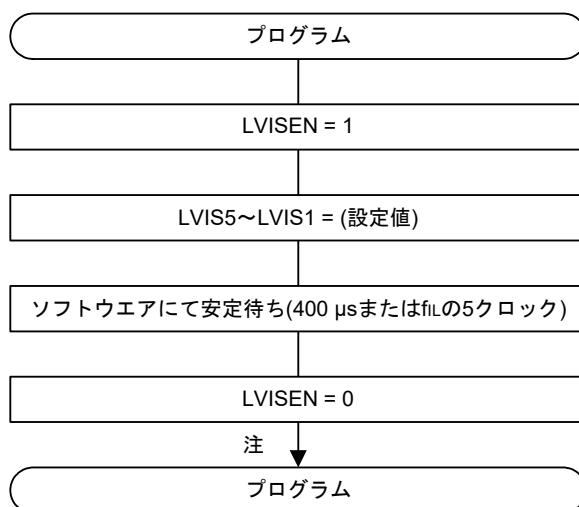 プログラム
LVISEN = 1
LVIS5～LVIS1 = (設定値)
ソフトウエアにて安定待ち(400 µsまたはfILの5クロック)
LVISEN = 0
注
プログラム